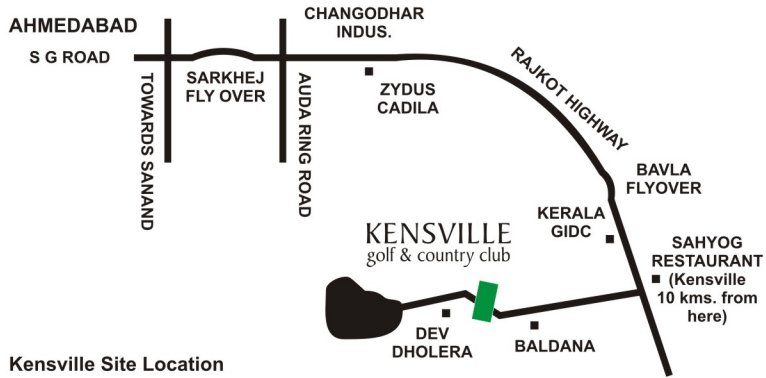 AHMEDABAD
S G ROAD
TOWARDS SANAND
SARKHEJ
FLY OVER
AUDA RING ROAD
CHANGODHAR
INDUS.
ZYDUS
CADILA
RAJKOT HIGHWAY
BAVLA
FLYOVER
KERALA
GIDC
SAHYOG
RESTAURANT
(Kensville
10 kms. from
here)
KENSVILLE
golf & country club
DEV
DHOLERA
BALDANA
Kensville Site Location